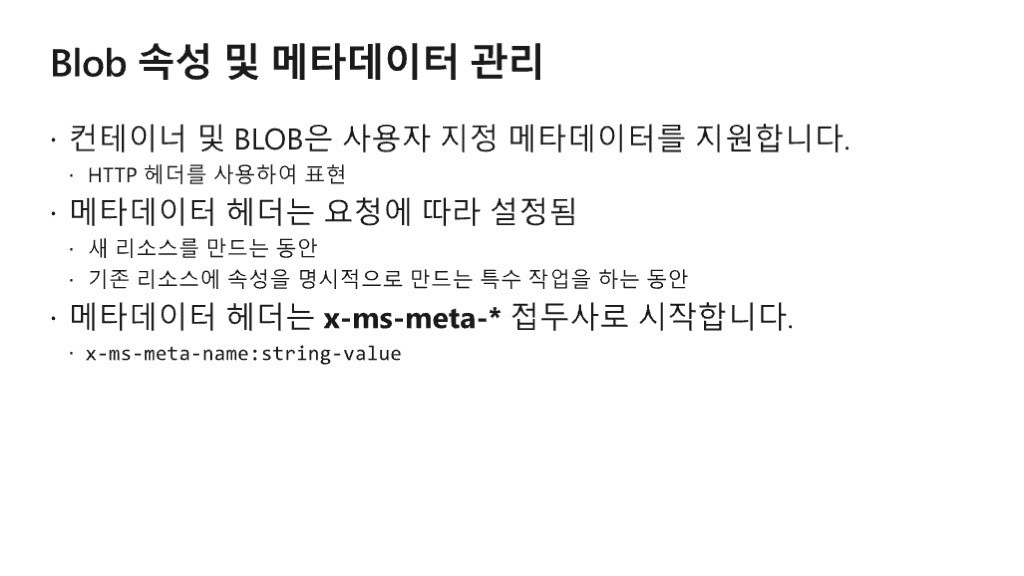 Blob 속성 및 메타데이터 관리
· 컨테이너 및 BLOB은 사용자 지정 메타데이터를 지원합니다.
· HTTP 헤더를 사용하여 표현
· 메타데이터 헤더는 요청에 따라 설정됨
· 새 리소스를 만드는 동안
· 기존 리소스에 속성을 명시적으로 만드는 특수 작업을 하는 동안
· 메타데이터 헤더는 x-ms-meta-* 접두사로 시작합니다.
· x-ms-meta-name:string-value